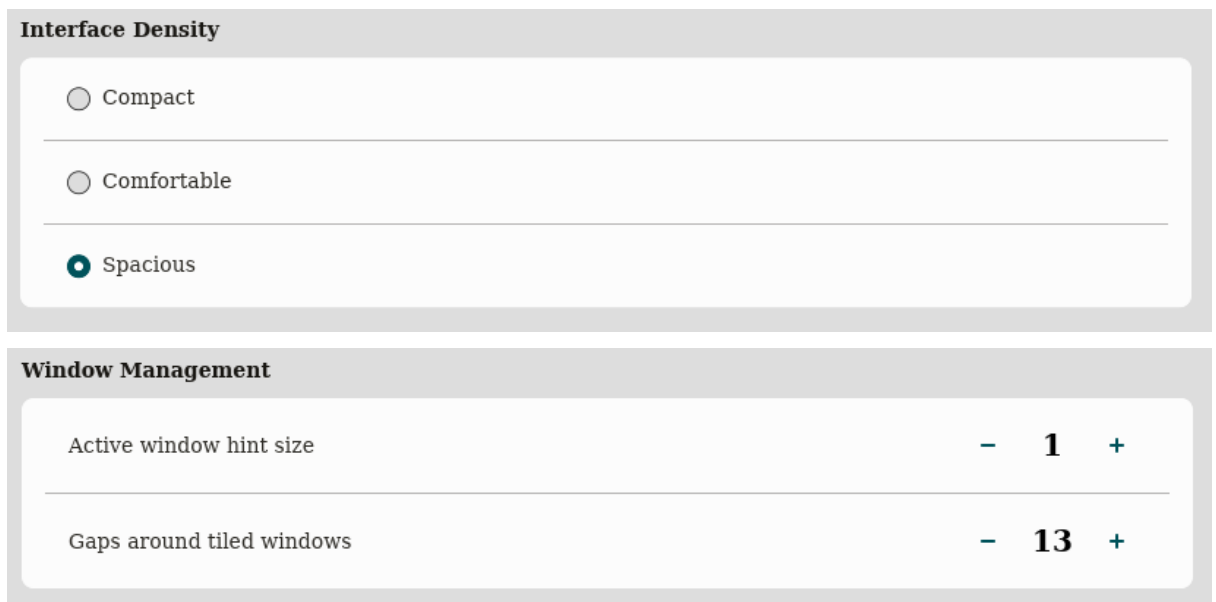 Interface Density
Compact
Comfortable
Spacious
Window Management
Active window hint size − 1 +
Gaps around tiled windows − 13 +